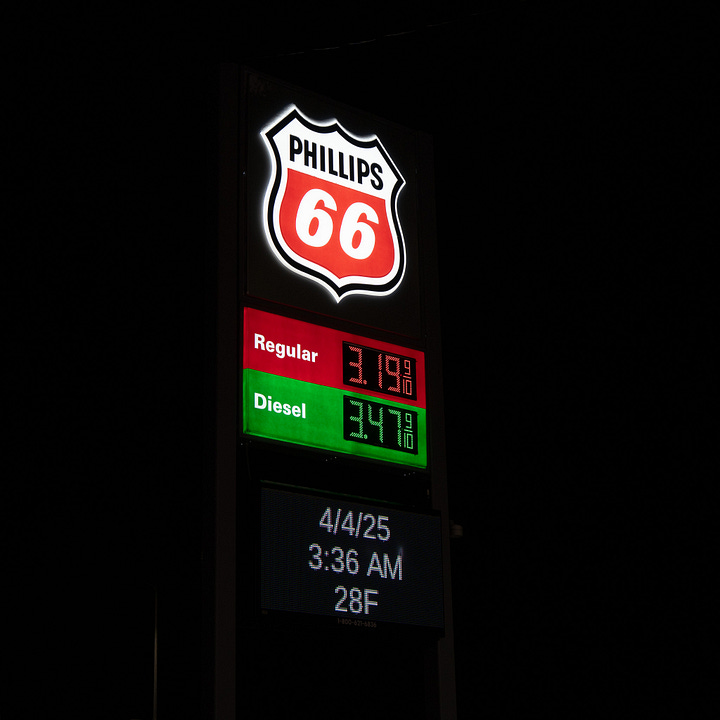 PHILLIPS
66
Regular 3.19 9/10
Diesel 3.47 9/10
4/4/25
3:36 AM
28F